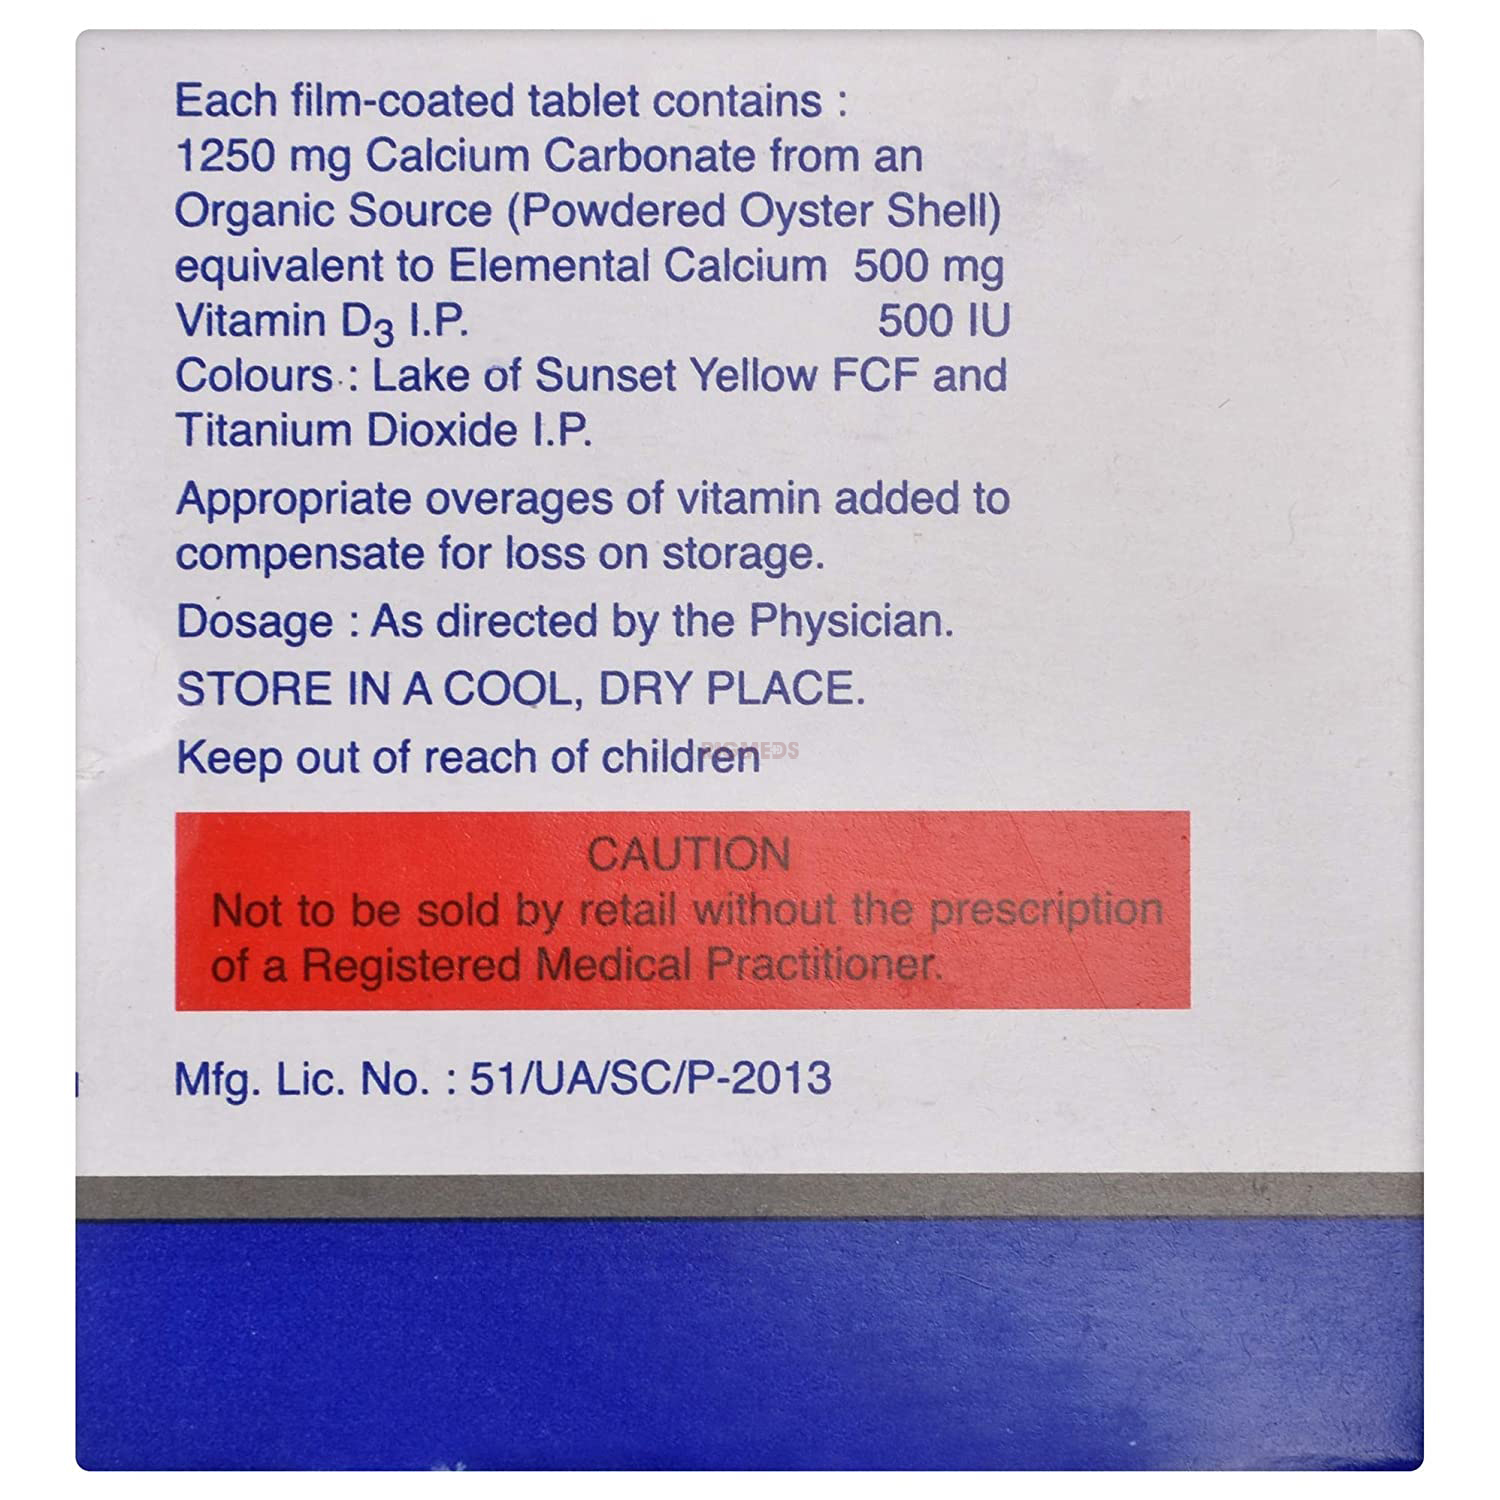 Each film-coated tablet contains :
1250 mg Calcium Carbonate from an
Organic Source (Powdered Oyster Shell)
equivalent to Elemental Calcium 500 mg
Vitamin D₃ I.P. 500 IU
Colours : Lake of Sunset Yellow FCF and
Titanium Dioxide I.P.
Appropriate overages of vitamin added to
compensate for loss on storage.
Dosage : As directed by the Physician.
STORE IN A COOL, DRY PLACE.
Keep out of reach of children
CAUTION
Not to be sold by retail without the prescription
of a Registered Medical Practitioner.
Mfg. Lic. No. : 51/UA/SC/P-2013